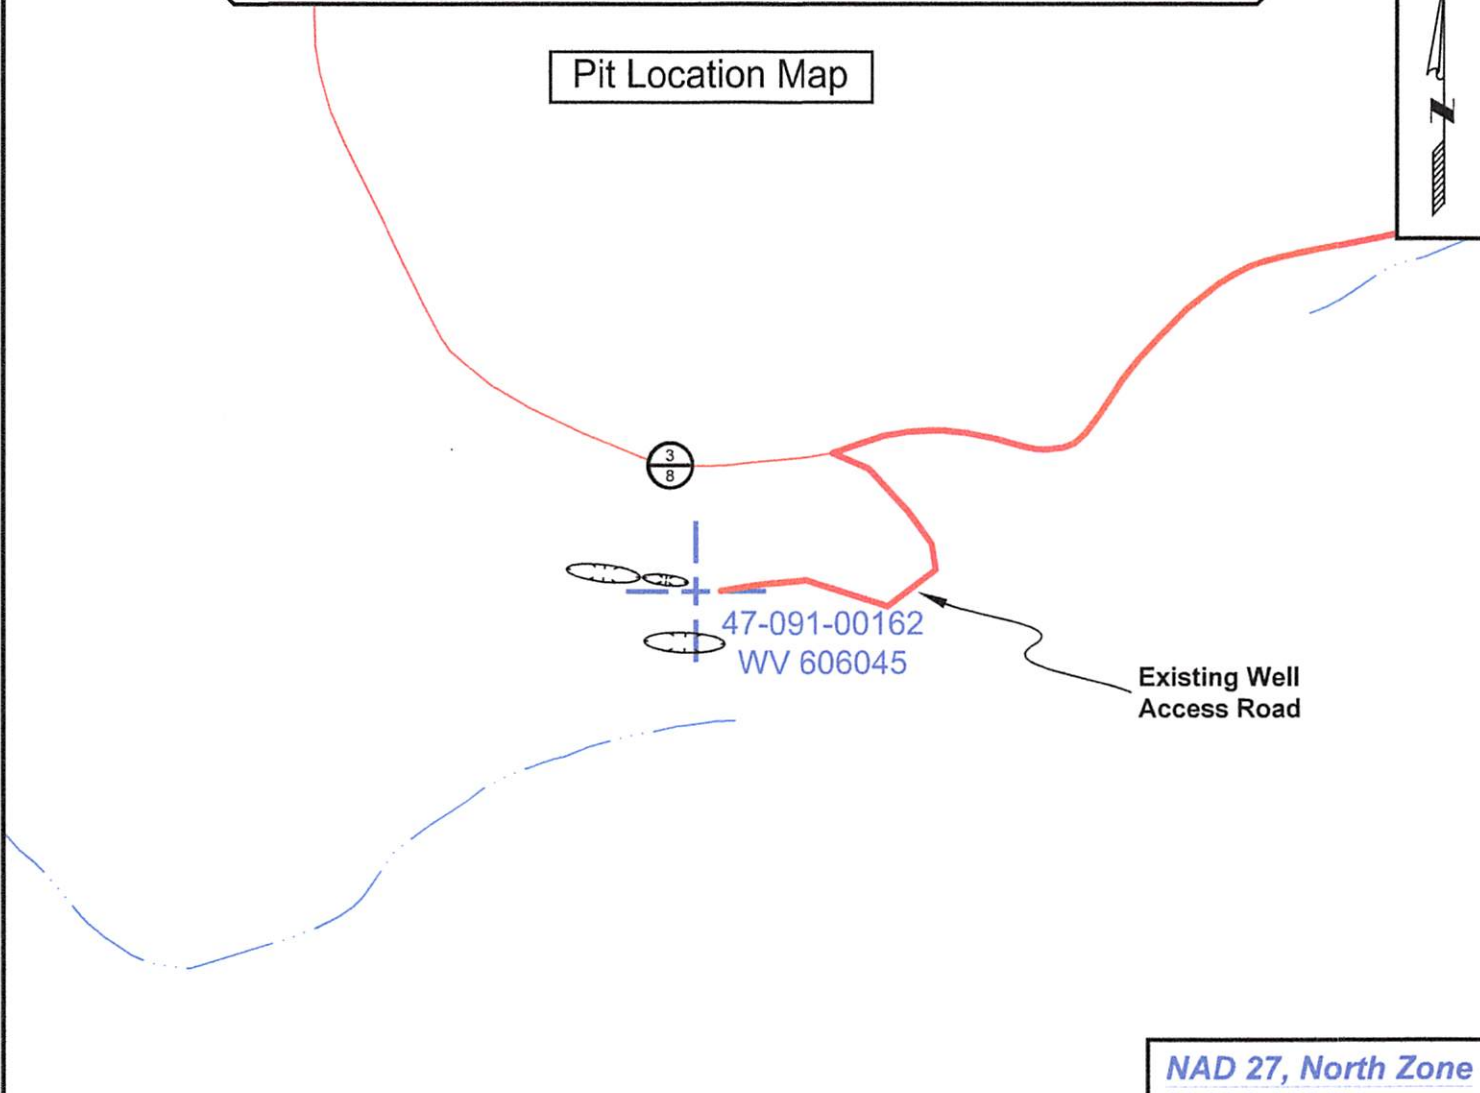 Pit Location Map
N
3
8
47-091-00162
WV 606045
Existing Well
Access Road
NAD 27, North Zone